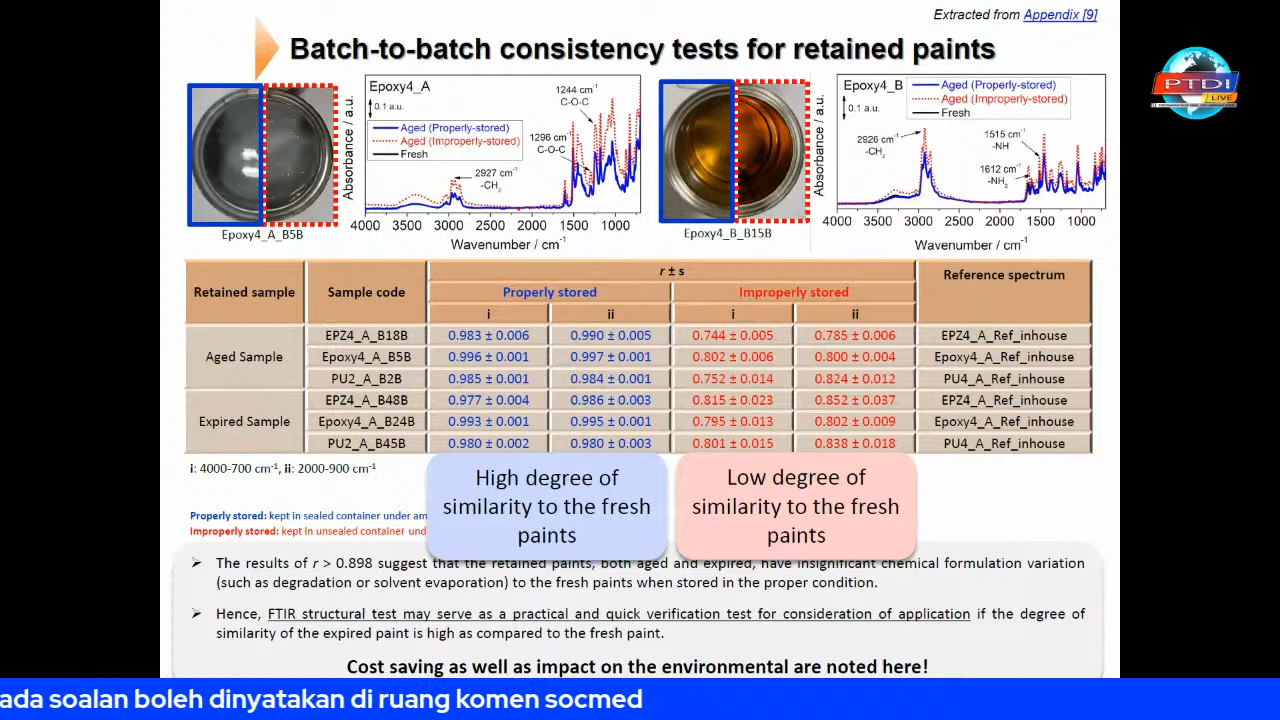 Extracted from Appendix [9]
Batch-to-batch consistency tests for retained paints
PTDI
LIVE
Epoxy4_A
0.1 a.u.
Aged (Properly-stored)
Aged (Improperly-stored)
Fresh
1244 cm-1
C-O-C
1296 cm-1
C-O-C
2927 cm-1
-CH2
Absorbance / a.u.
4000 3500 3000 2500 2000 1500 1000
Wavenumber / cm-1
Epoxy4_A_B5B
Epoxy4_B
0.1 a.u.
Aged (Properly-stored)
Aged (Improperly-stored)
Fresh
2926 cm-1
-CH2
1515 cm-1
-NH
1612 cm-1
-NH2
Absorbance / a.u.
4000 3500 3000 2500 2000 1500 1000
Wavenumber / cm-1
Epoxy4_B_B15B
Retained sample Sample code r ± s Reference spectrum
Properly stored Improperly stored
i ii i ii
Aged Sample
EPZ4_A_B18B 0.983 ± 0.006 0.990 ± 0.005 0.744 ± 0.005 0.785 ± 0.006 EPZ4_A_Ref_inhouse
Epoxy4_A_B5B 0.996 ± 0.001 0.997 ± 0.001 0.802 ± 0.006 0.800 ± 0.004 Epoxy4_A_Ref_inhouse
PU2_A_B2B 0.985 ± 0.001 0.984 ± 0.001 0.752 ± 0.014 0.824 ± 0.012 PU4_A_Ref_inhouse
Expired Sample
EPZ4_A_B48B 0.977 ± 0.004 0.986 ± 0.003 0.815 ± 0.023 0.852 ± 0.037 EPZ4_A_Ref_inhouse
Epoxy4_A_B24B 0.993 ± 0.001 0.995 ± 0.001 0.795 ± 0.013 0.802 ± 0.009 Epoxy4_A_Ref_inhouse
PU2_A_B45B 0.980 ± 0.002 0.980 ± 0.003 0.801 ± 0.015 0.838 ± 0.018 PU4_A_Ref_inhouse
i: 4000-700 cm-1, ii: 2000-900 cm-1
High degree of
similarity to the fresh
paints
Low degree of
similarity to the fresh
paints
Properly stored: kept in sealed container under am
Improperly stored: kept in unsealed container und
The results of r > 0.898 suggest that the retained paints, both aged and expired, have insignificant chemical formulation variation
(such as degradation or solvent evaporation) to the fresh paints when stored in the proper condition.
Hence, FTIR structural test may serve as a practical and quick verification test for consideration of application if the degree of
similarity of the expired paint is high as compared to the fresh paint.
Cost saving as well as impact on the environmental are noted here!
ada soalan boleh dinyatakan di ruang komen socmed